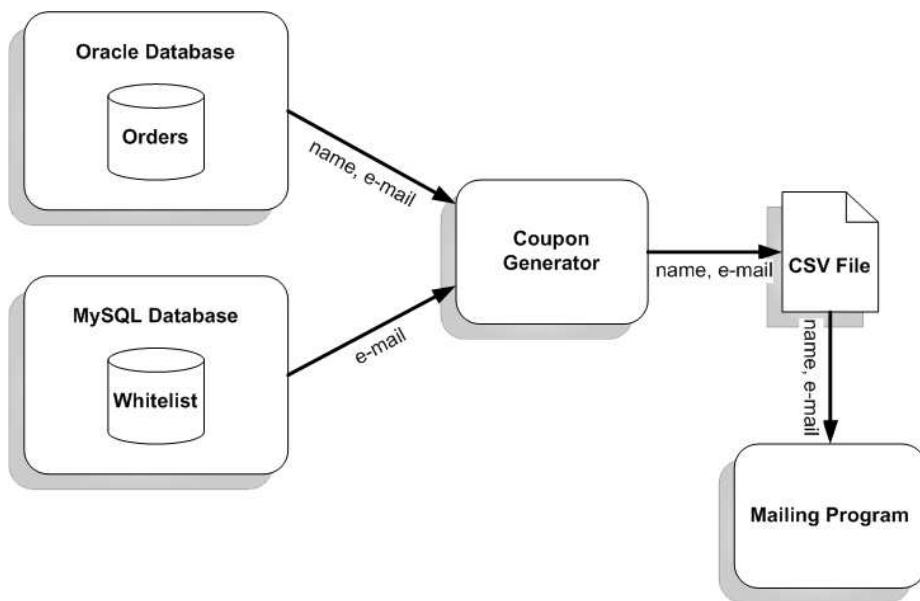 Oracle Database
Orders
name, e-mail
MySQL Database
Whitelist
e-mail
Coupon
Generator
name, e-mail
CSV File
name, e-mail
Mailing Program